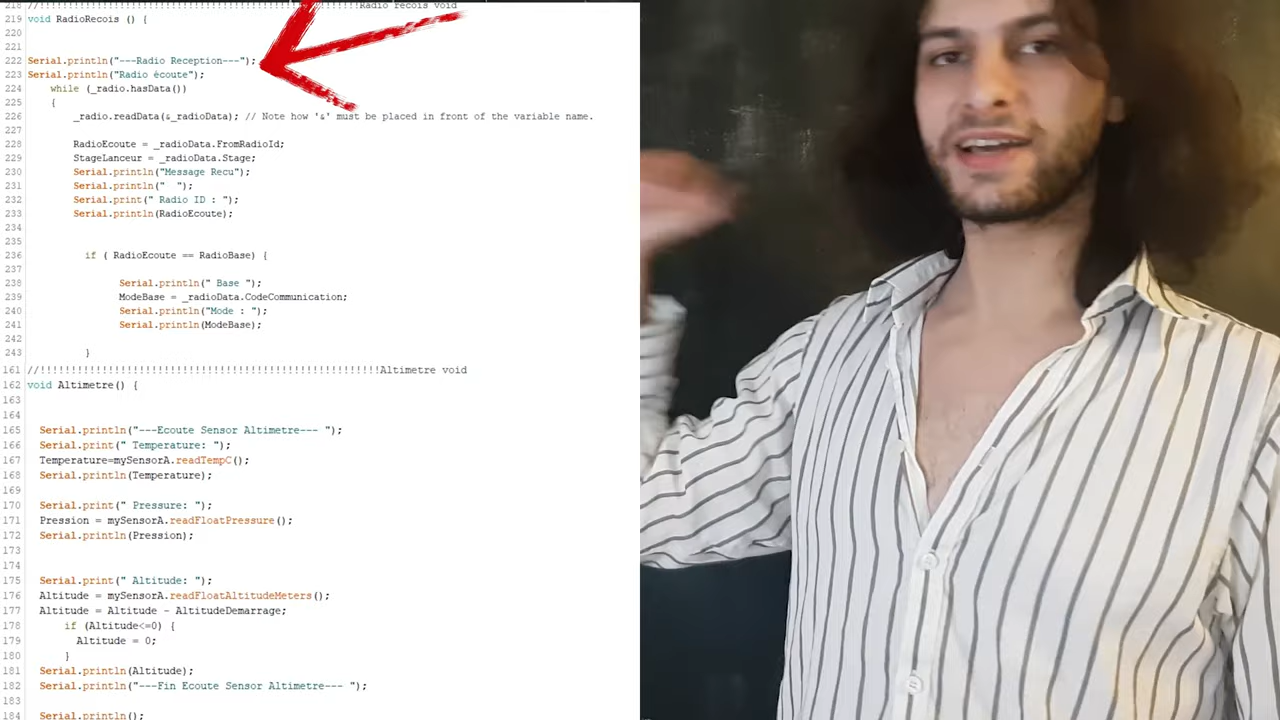 218 //!!!!!!!!!!!!!!!!!!!!!!!!!!!!!!!!!!!!!!!!!!!!!!!!!!!!Radio recois void
219 void RadioRecois () {
220
221
222 Serial.println("---Radio Reception---");
223 Serial.println("Radio ècoute");
224 while (_radio.hasData())
225 {
226 _radio.readData(&_radioData); // Note how '&' must be placed in front of the variable name.
227
228 RadioEcoute = _radioData.FromRadioId;
229 StageLanceur = _radioData.Stage;
230 Serial.println("Message Recu");
231 Serial.println("  ");
232 Serial.print(" Radio ID : ");
233 Serial.println(RadioEcoute);
234
235
236 if ( RadioEcoute == RadioBase) {
237
238 Serial.println(" Base ");
239 ModeBase = _radioData.CodeCommunication;
240 Serial.println("Mode : ");
241 Serial.println(ModeBase);
242
243 }
161 //!!!!!!!!!!!!!!!!!!!!!!!!!!!!!!!!!!!!!!!!!!!!!!!!!!!!!!!Altimetre void
162 void Altimetre() {
163
164
165 Serial.println("---Ecoute Sensor Altimetre--- ");
166 Serial.print(" Temperature: ");
167 Temperature=mySensorA.readTempC();
168 Serial.println(Temperature);
169
170 Serial.print(" Pressure: ");
171 Pression = mySensorA.readFloatPressure();
172 Serial.println(Pression);
173
174
175 Serial.print(" Altitude: ");
176 Altitude = mySensorA.readFloatAltitudeMeters();
177 Altitude = Altitude - AltitudeDemarrage;
178 if (Altitude<=0) {
179 Altitude = 0;
180 }
181 Serial.println(Altitude);
182 Serial.println("---Fin Ecoute Sensor Altimetre--- ");
183
184 Serial.println();